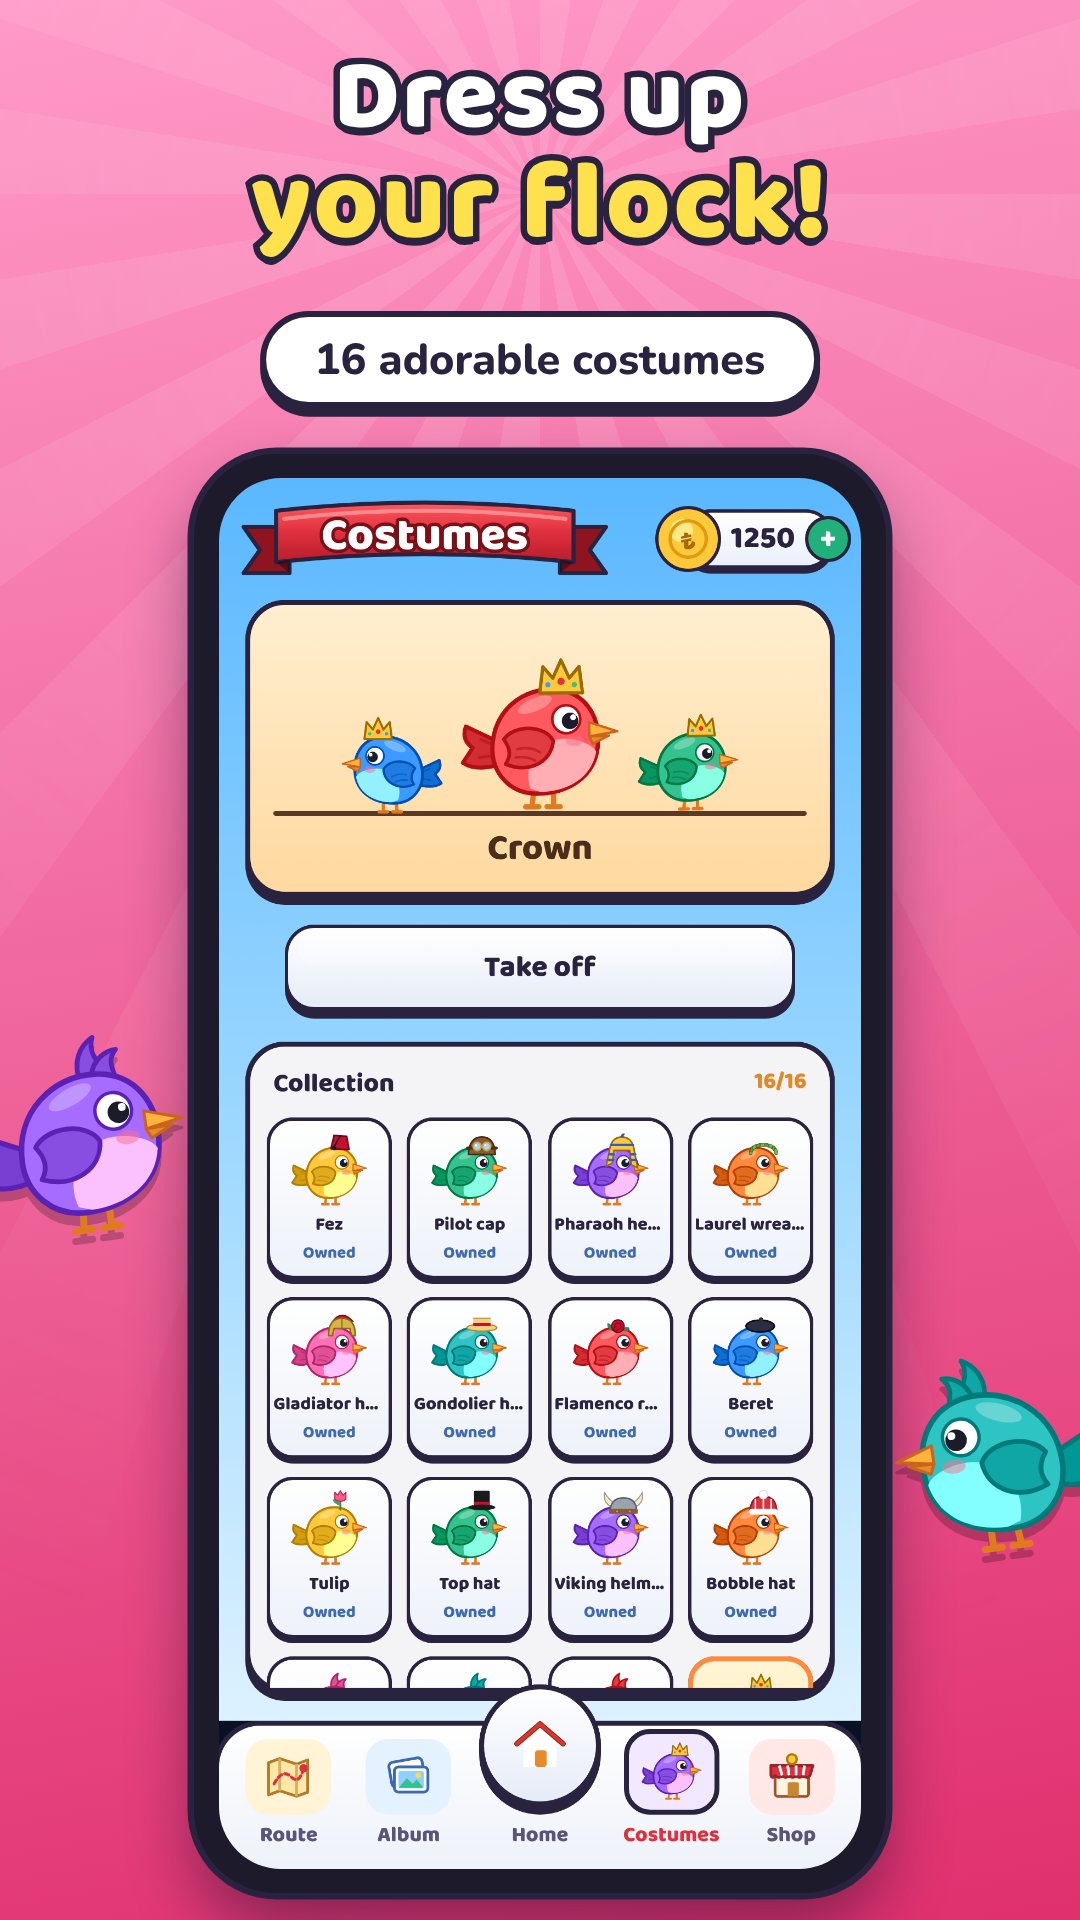 Dress up
your flock!
16 adorable costumes
Costumes
1250 +
Crown
Take off
Collection 16/16
Fez Pilot cap Pharaoh he... Laurel wrea...
Owned Owned Owned Owned
Gladiator h... Gondolier h... Flamenco r... Beret
Owned Owned Owned Owned
Tulip Top hat Viking helm... Bobble hat
Owned Owned Owned Owned
Route Album Home Costumes Shop